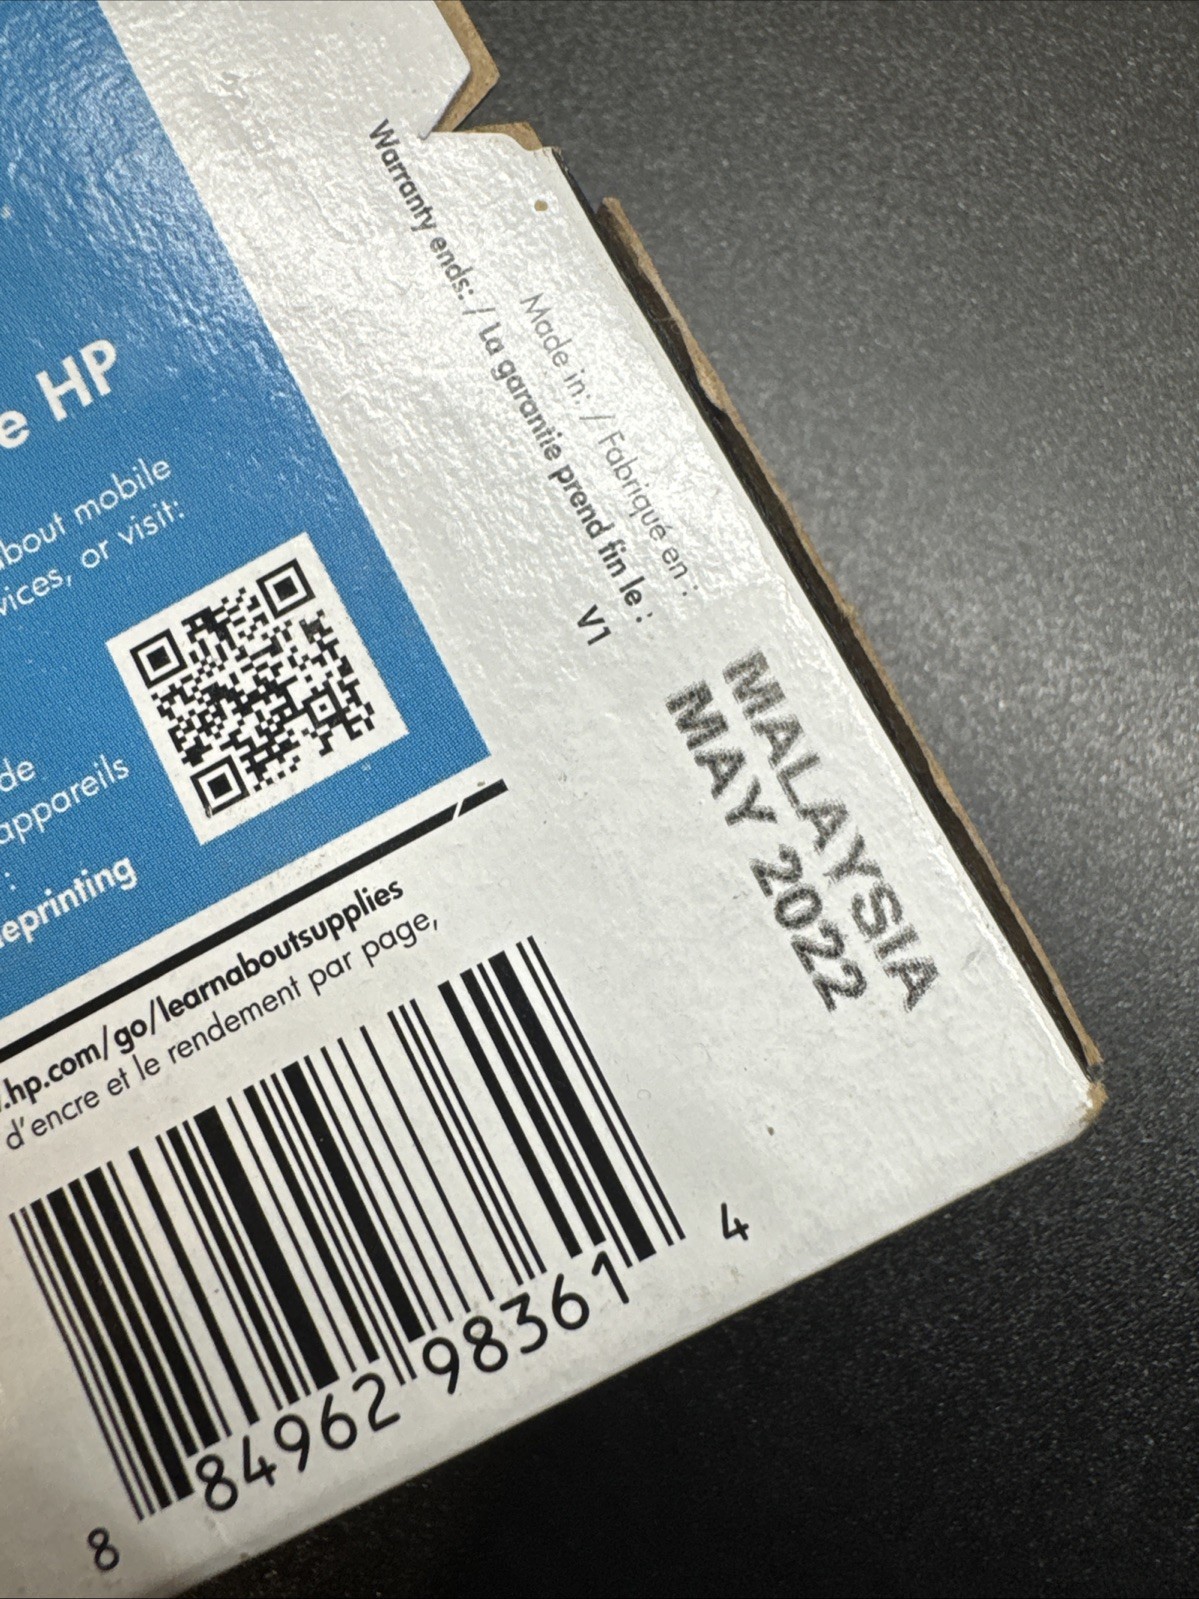 e HP
bout mobile
vices, or visit:
de
appareils
:
eprinting
Warranty ends: / La garantie prend fin le :
Made in: / Fabriqué en :
V1
MALAYSIA
MAY 2022
.hp.com/go/learnaboutsupplies
d'encre et le rendement par page,
8 84962 98361 4